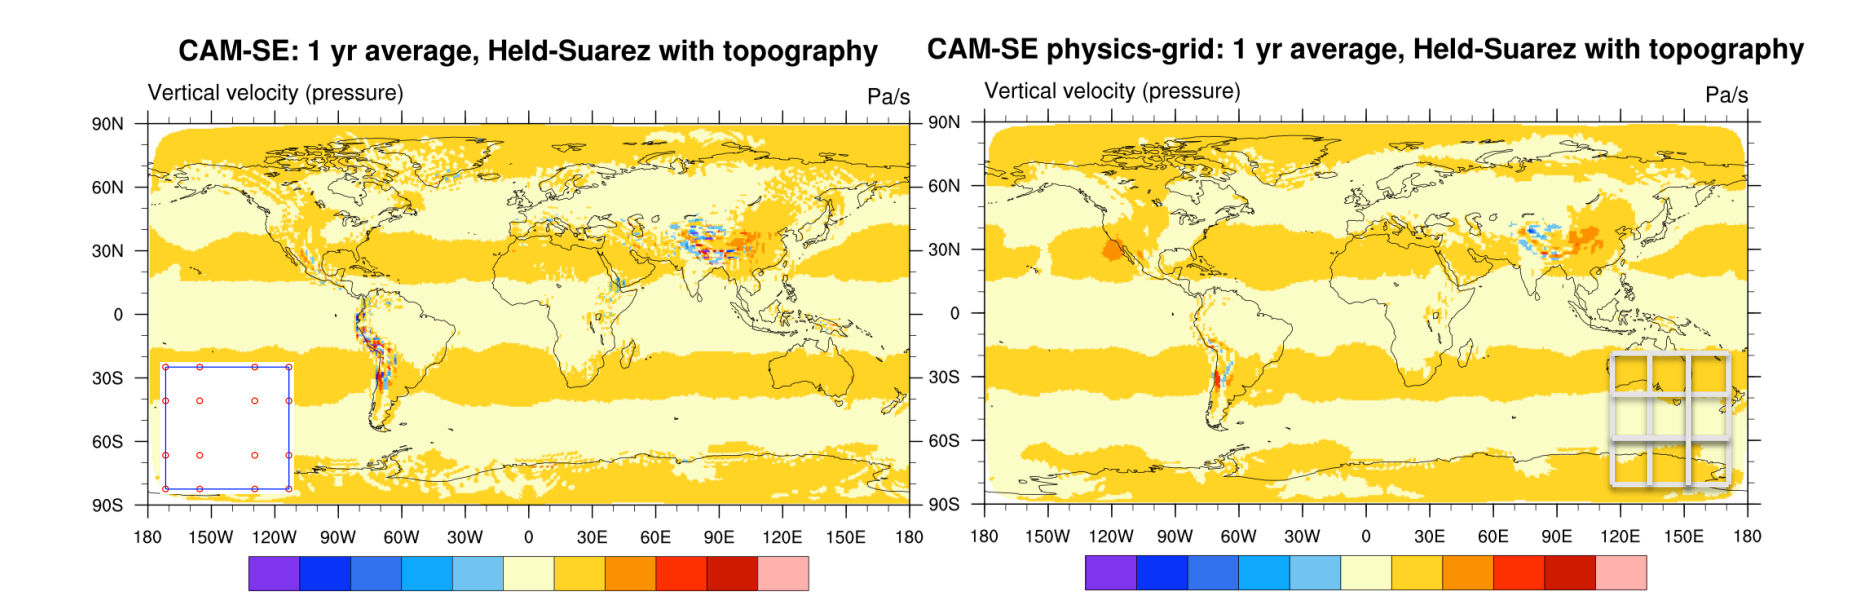 CAM-SE: 1 yr average, Held-Suarez with topography
Vertical velocity (pressure)
Pa/s
90N
60N
30N
0
30S
60S
90S
180 150W 120W 90W 60W 30W 0 30E 60E 90E 120E 150E 180
CAM-SE physics-grid: 1 yr average, Held-Suarez with topography
Vertical velocity (pressure)
Pa/s
90N
60N
30N
0
30S
60S
90S
180 150W 120W 90W 60W 30W 0 30E 60E 90E 120E 150E 180